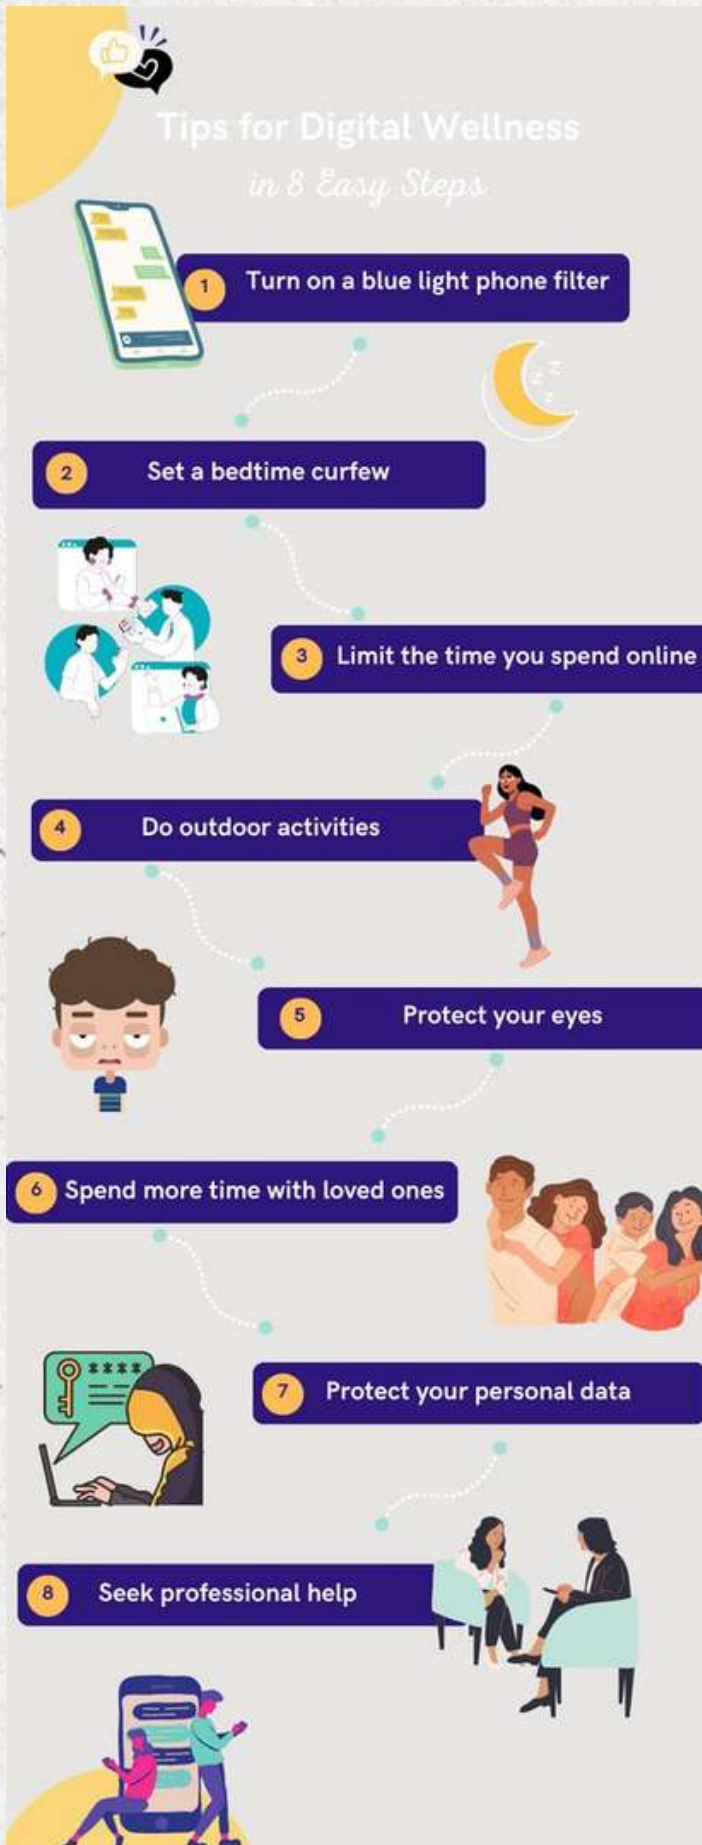 Tips for Digital Wellness
in 8 Easy Steps
1 Turn on a blue light phone filter
z z
z
2 Set a bedtime curfew
3 Limit the time you spend online
4 Do outdoor activities
5 Protect your eyes
6 Spend more time with loved ones
****
7 Protect your personal data
8 Seek professional help